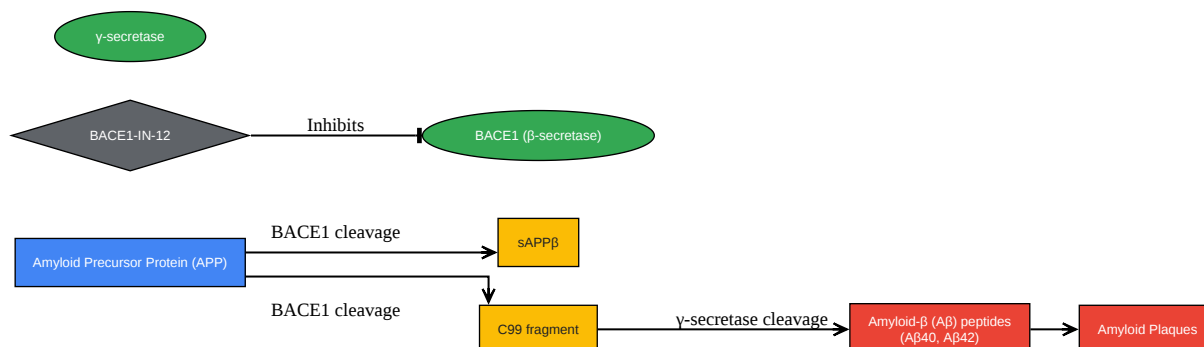 γ-secretase
BACE1-IN-12
Inhibits
BACE1 (β-secretase)
BACE1 cleavage
sAPPβ
Amyloid Precursor Protein (APP)
BACE1 cleavage
C99 fragment
γ-secretase cleavage
Amyloid-β (Aβ) peptides
(Aβ40, Aβ42)
Amyloid Plaques